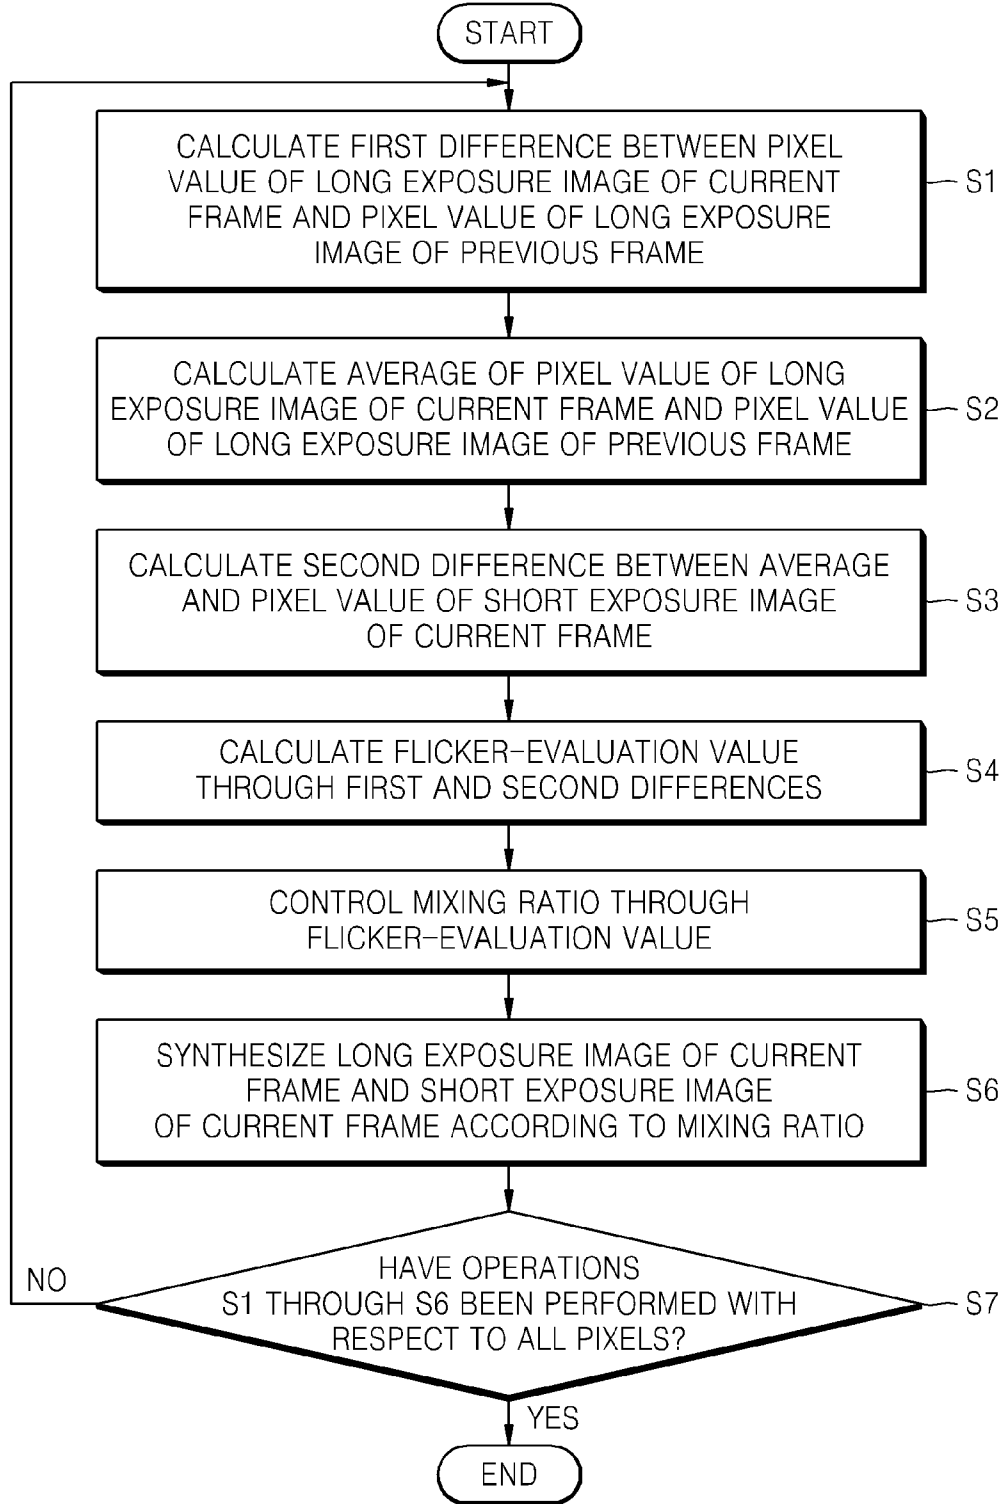 START
CALCULATE FIRST DIFFERENCE BETWEEN PIXEL
VALUE OF LONG EXPOSURE IMAGE OF CURRENT
FRAME AND PIXEL VALUE OF LONG EXPOSURE
IMAGE OF PREVIOUS FRAME
S1
CALCULATE AVERAGE OF PIXEL VALUE OF LONG
EXPOSURE IMAGE OF CURRENT FRAME AND PIXEL VALUE
OF LONG EXPOSURE IMAGE OF PREVIOUS FRAME
S2
CALCULATE SECOND DIFFERENCE BETWEEN AVERAGE
AND PIXEL VALUE OF SHORT EXPOSURE IMAGE
OF CURRENT FRAME
S3
CALCULATE FLICKER-EVALUATION VALUE
THROUGH FIRST AND SECOND DIFFERENCES
S4
CONTROL MIXING RATIO THROUGH
FLICKER-EVALUATION VALUE
S5
SYNTHESIZE LONG EXPOSURE IMAGE OF CURRENT
FRAME AND SHORT EXPOSURE IMAGE
OF CURRENT FRAME ACCORDING TO MIXING RATIO
S6
NO
HAVE OPERATIONS
S1 THROUGH S6 BEEN PERFORMED WITH
RESPECT TO ALL PIXELS?
S7
YES
END